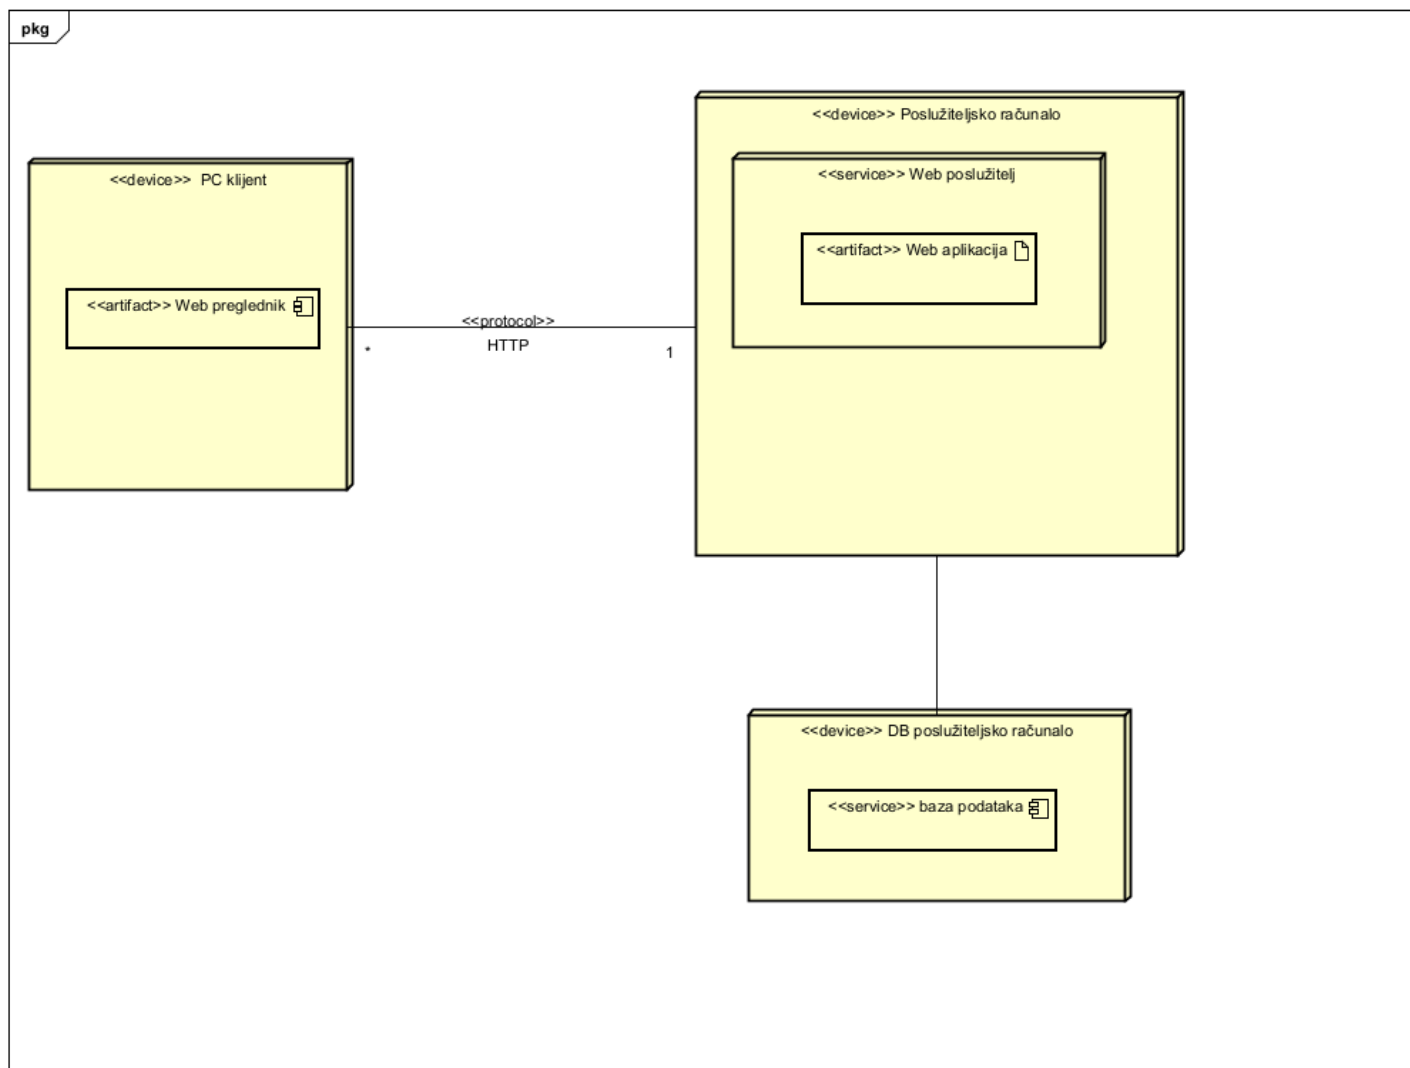 pkg
<<device>> PC klijent
<<artifact>> Web preglednik
<<protocol>>
HTTP
*
1
<<device>> Poslužiteljsko računalo
<<service>> Web poslužitelj
<<artifact>> Web aplikacija
<<device>> DB poslužiteljsko računalo
<<service>> baza podataka